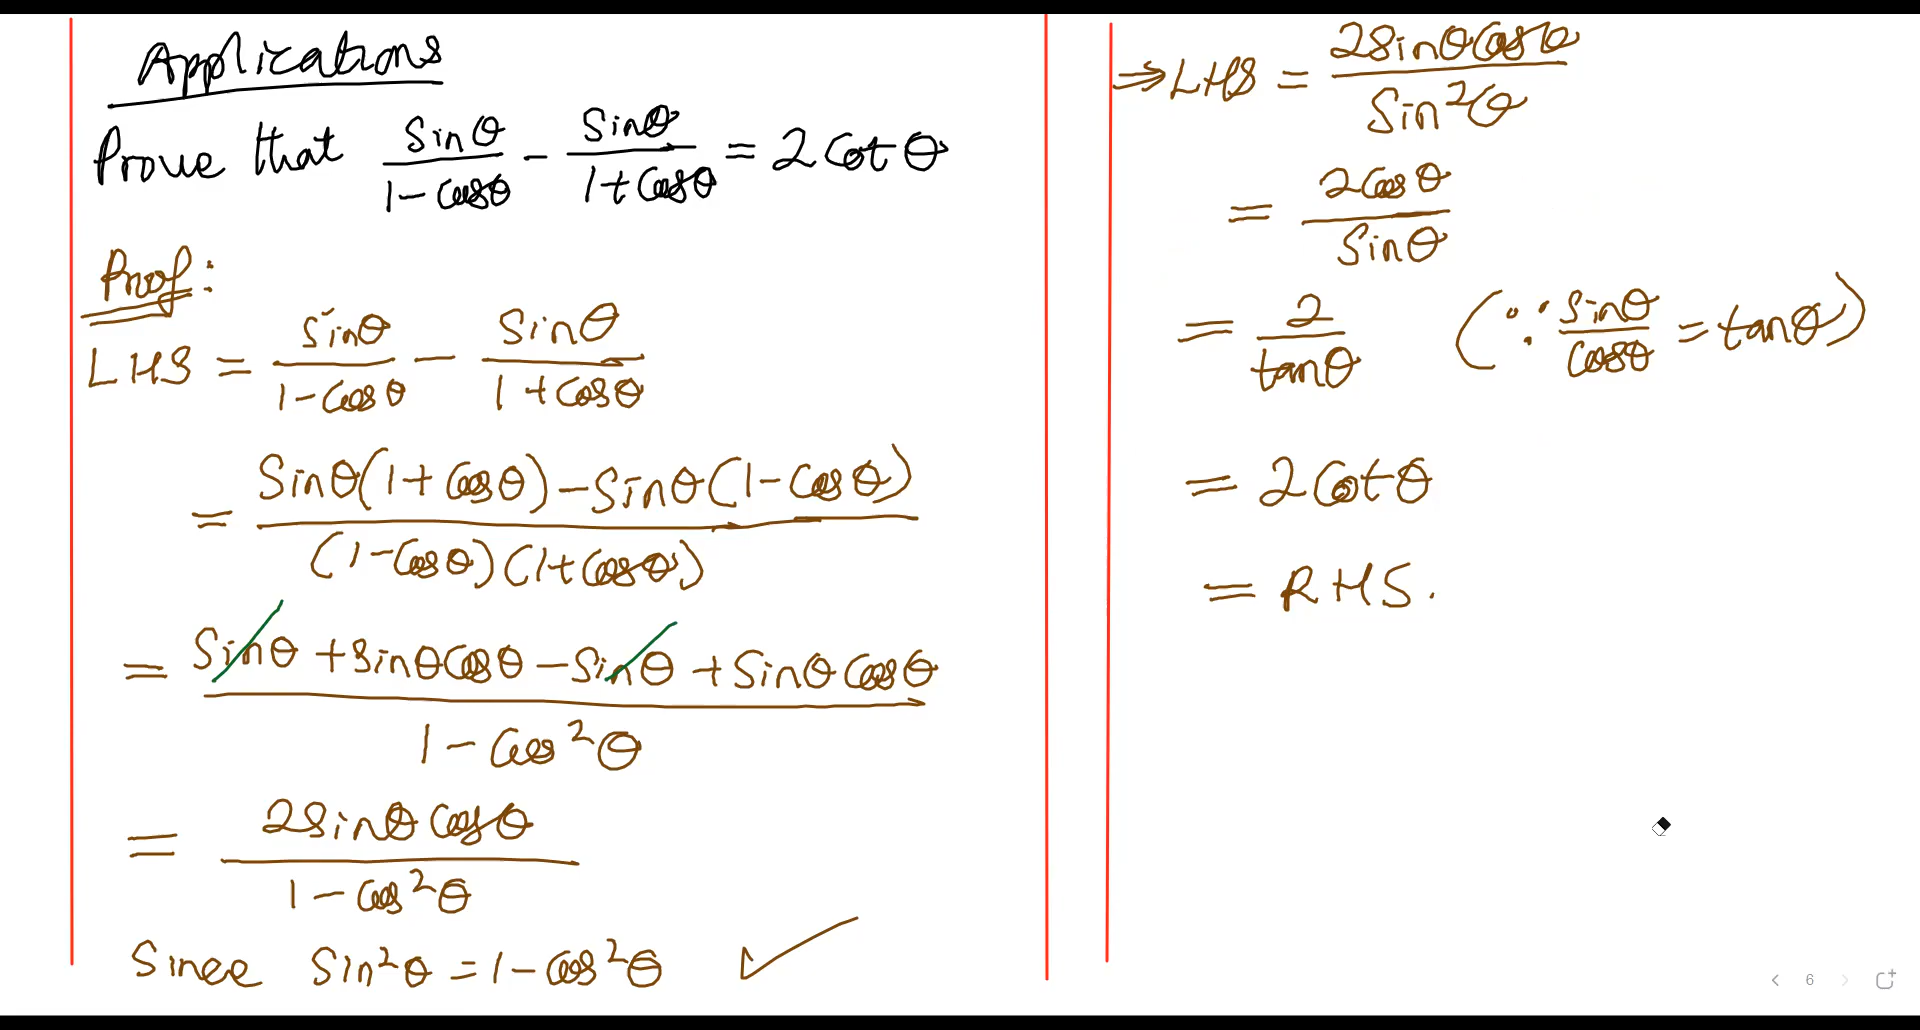 Applications
Prove that Sinθ/(1-Cosθ) - Sinθ/(1+Cosθ) = 2Cotθ
Proof:
LHS = Sinθ/(1-Cosθ) - Sinθ/(1+Cosθ)
= (Sinθ(1+Cosθ)-Sinθ(1-Cosθ))/((1-Cosθ)(1+Cosθ))
= (Sinθ+SinθCosθ-Sinθ+SinθCosθ)/(1-Cos²θ)
= 2SinθCosθ/(1-Cos²θ)
Since Sin²θ = 1-Cos²θ ✓
⇒ LHS = 2SinθCosθ/Sin²θ
= 2Cosθ/Sinθ
= 2/tanθ (∵ Sinθ/Cosθ = tanθ)
= 2Cotθ
= RHS.
6